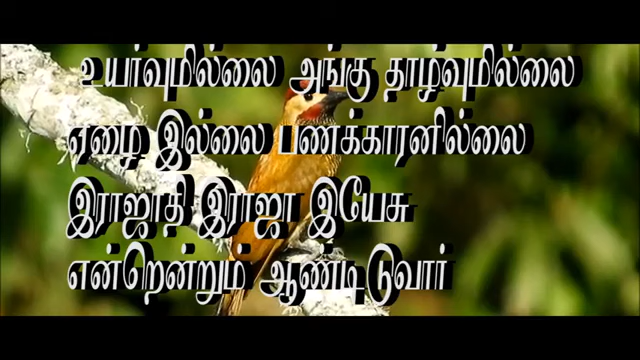 உயர்வுமில்லை அங்கு தாழ்வுமில்லை
ஏழை இல்லை பணக்காரனில்லை
இராஜாதி இராஜா இயேசு
என்றென்றும் ஆண்டிடுவார்